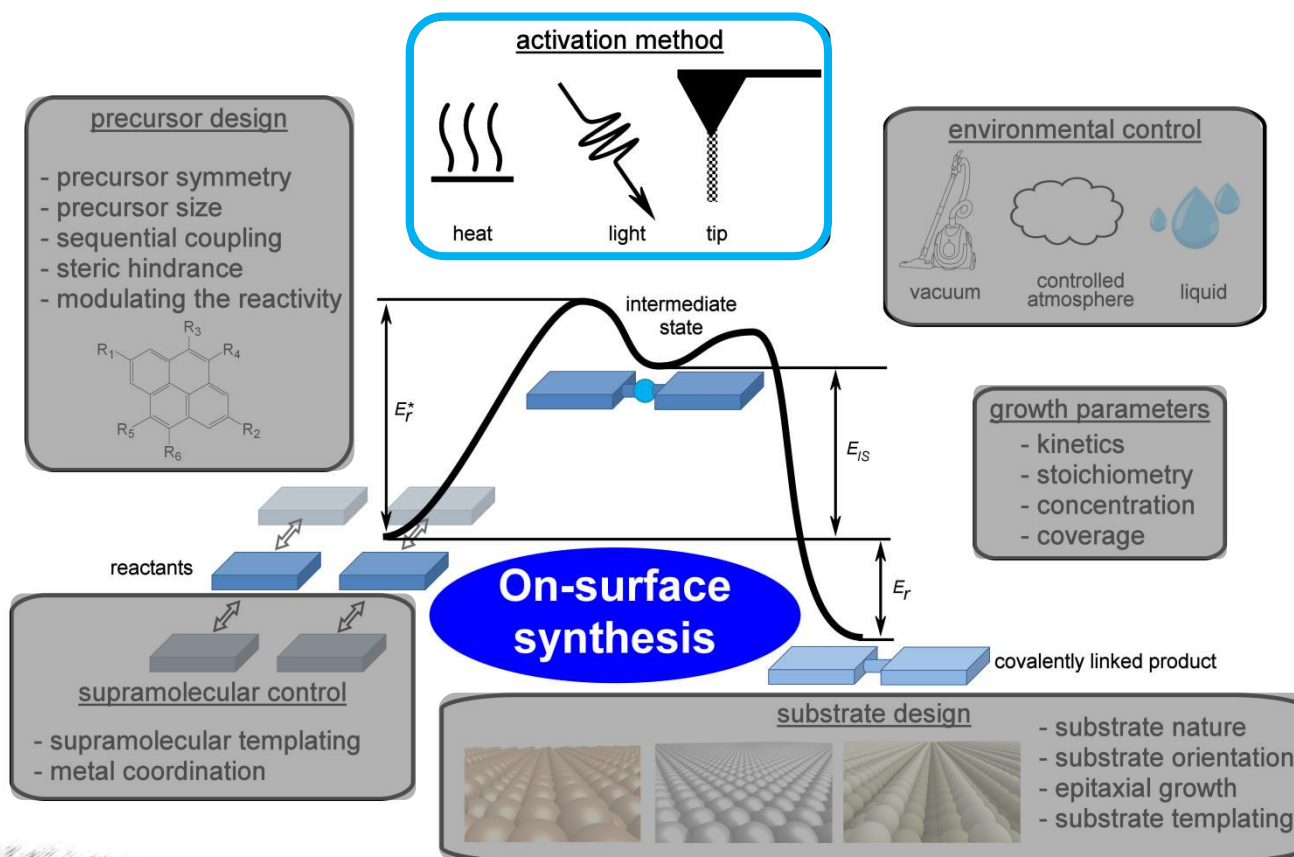 activation method
heat
light
tip
precursor design
- precursor symmetry
- precursor size
- sequential coupling
- steric hindrance
- modulating the reactivity
R1
R3
R4
R5
R6
R2
environmental control
vacuum
controlled
atmosphere
liquid
intermediate
state
Er*
EIS
Er
growth parameters
- kinetics
- stoichiometry
- concentration
- coverage
reactants
On-surface
synthesis
covalently linked product
supramolecular control
- supramolecular templating
- metal coordination
substrate design
- substrate nature
- substrate orientation
- epitaxial growth
- substrate templating